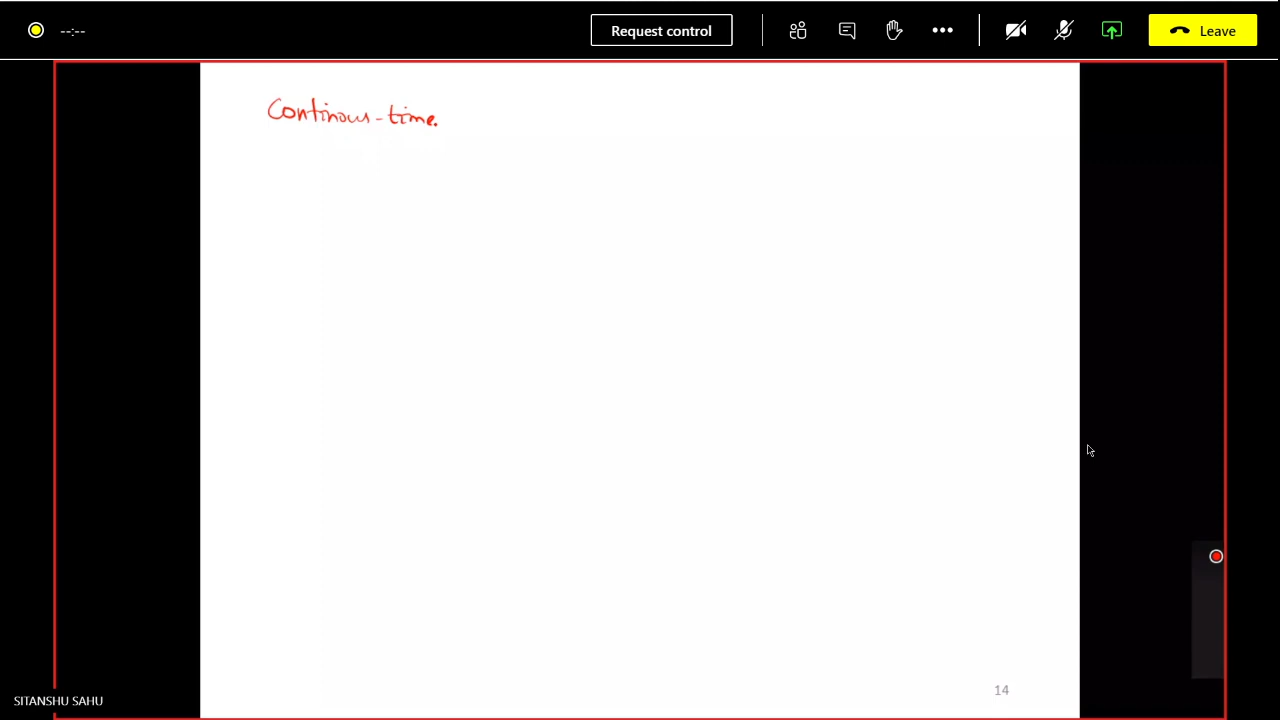 --:--
Request control
Leave
Continous-time.
14
SITANSHU SAHU